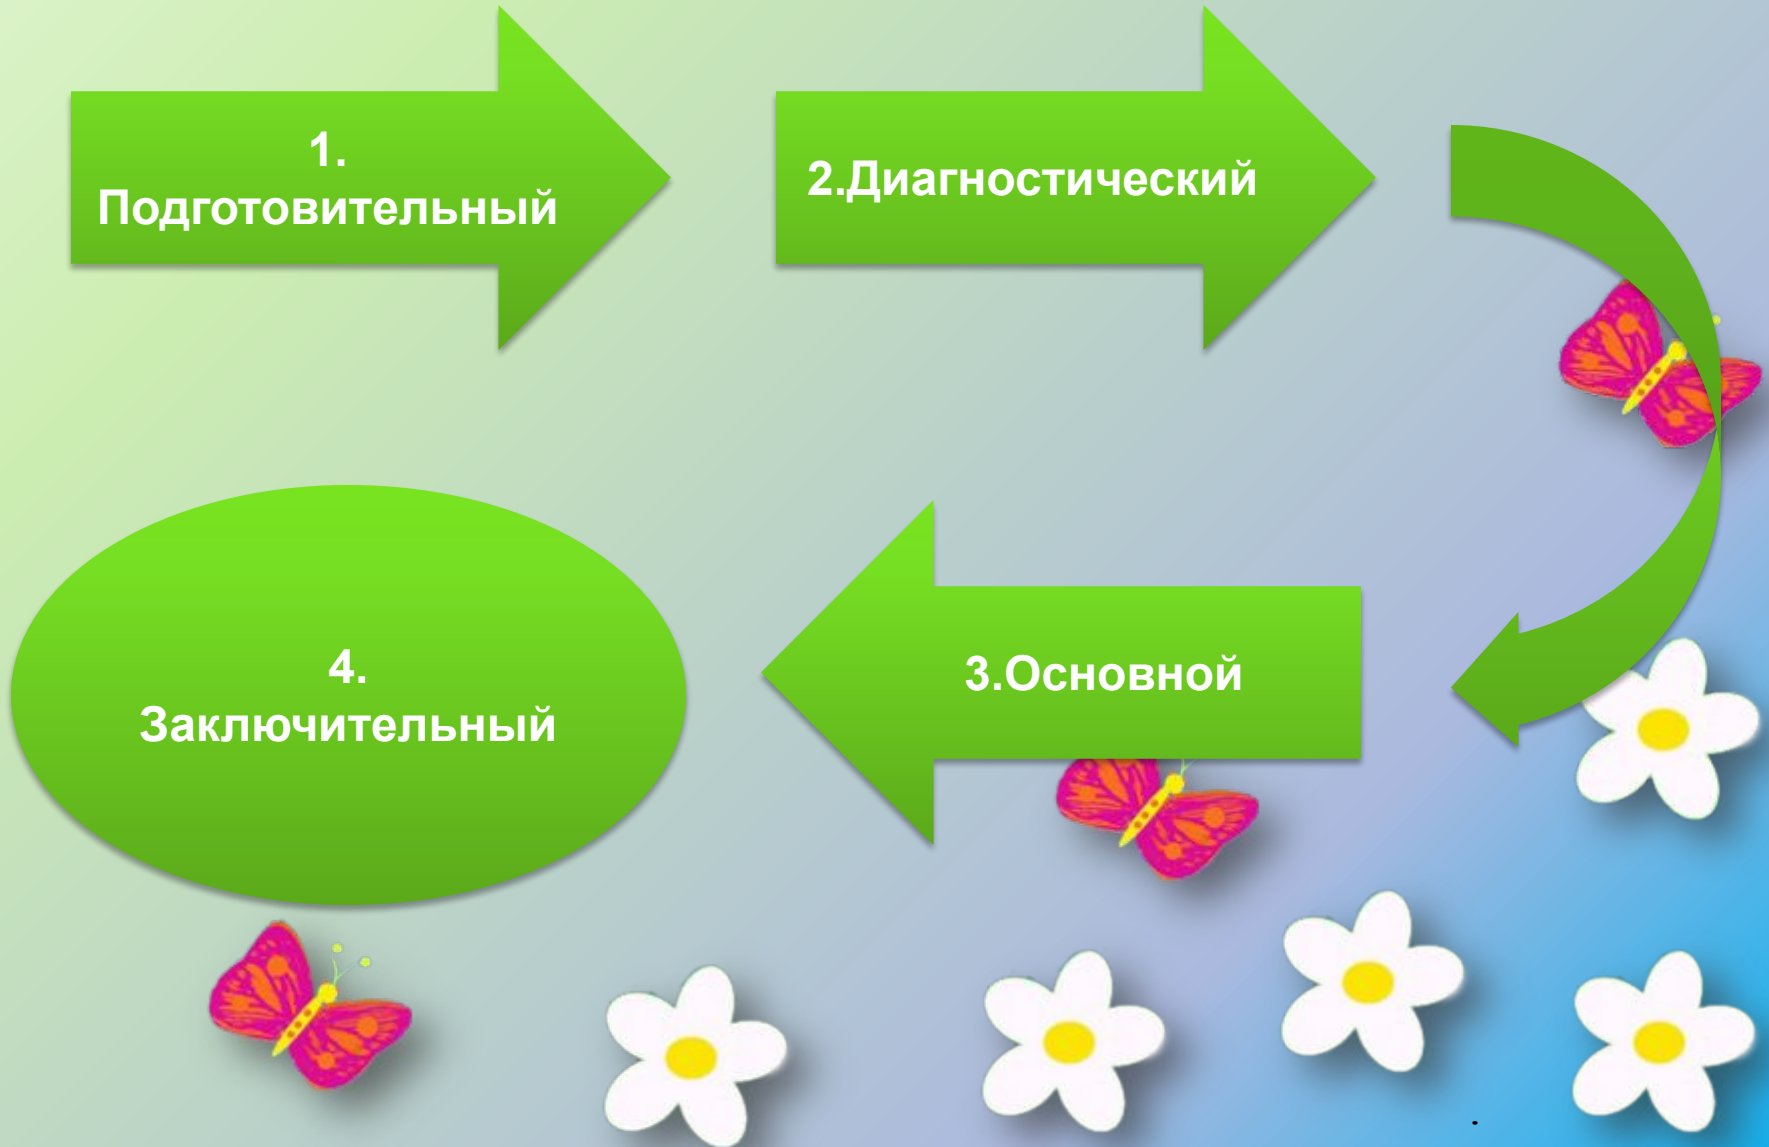 1.
Подготовительный
2.Диагностический
3.Основной
4.
Заключительный
.